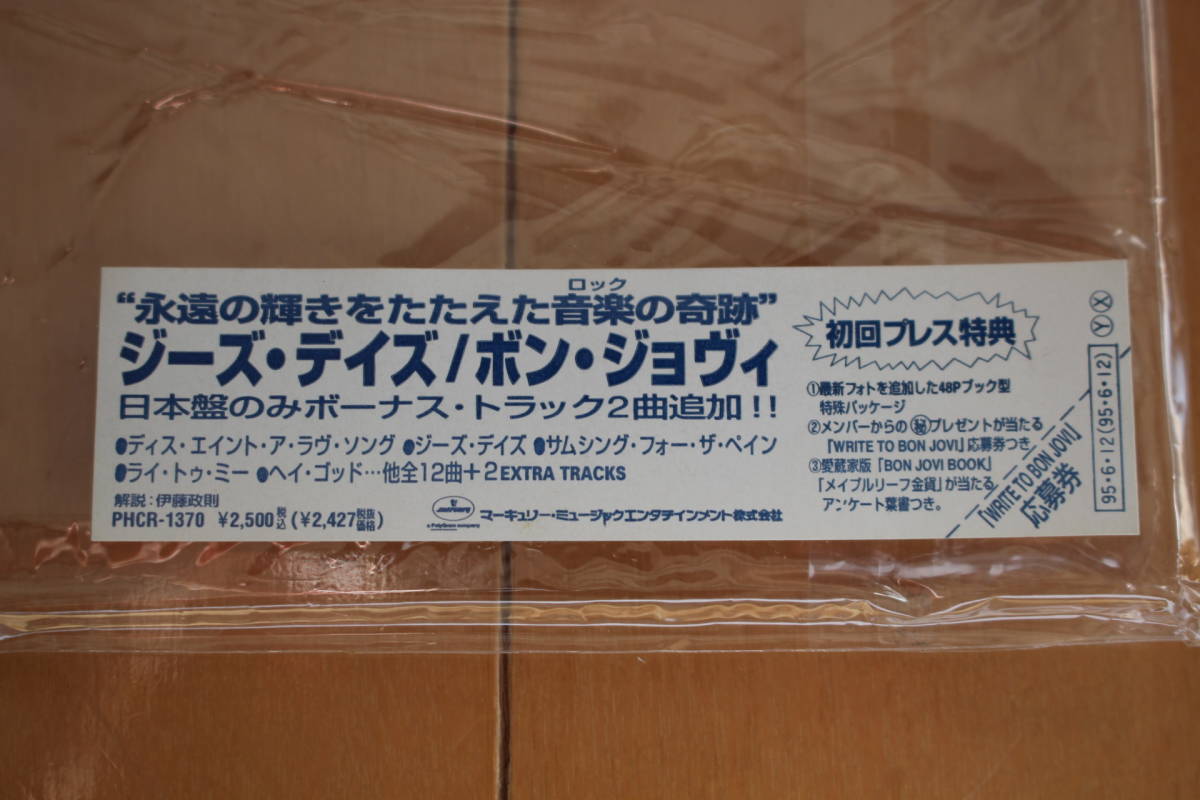 ロック
“永遠の輝きをたたえた音楽の奇跡”
ジーズ・デイズ/ボン・ジョヴィ
日本盤のみボーナス・トラック2曲追加!!
●ディス・エイント・ア・ラヴ・ソング ●ジーズ・デイズ ●サムシング・フォー・ザ・ペイン
●ライ・トゥ・ミー ●ヘイ・ゴッド…他全12曲+2EXTRA TRACKS
解説:伊藤政則
PHCR-1370 ¥2,500税込(¥2,427税抜価格)
Mercury
a PolyGram company
マーキュリー・ミュージックエンタテインメント株式会社
初回プレス特典
①最新フォトを追加した48Pブック型
特殊パッケージ
②メンバーからの㊙プレゼントが当たる
「WRITE TO BON JOVI」応募券つき。
③愛蔵家版「BON JOVI BOOK」
「メイプルリーフ金貨」が当たる
アンケート葉書つき。
「WRITE TO BON JOVI」
応募券
Ⓧ
Ⓨ
95・6・12(95・6・12)